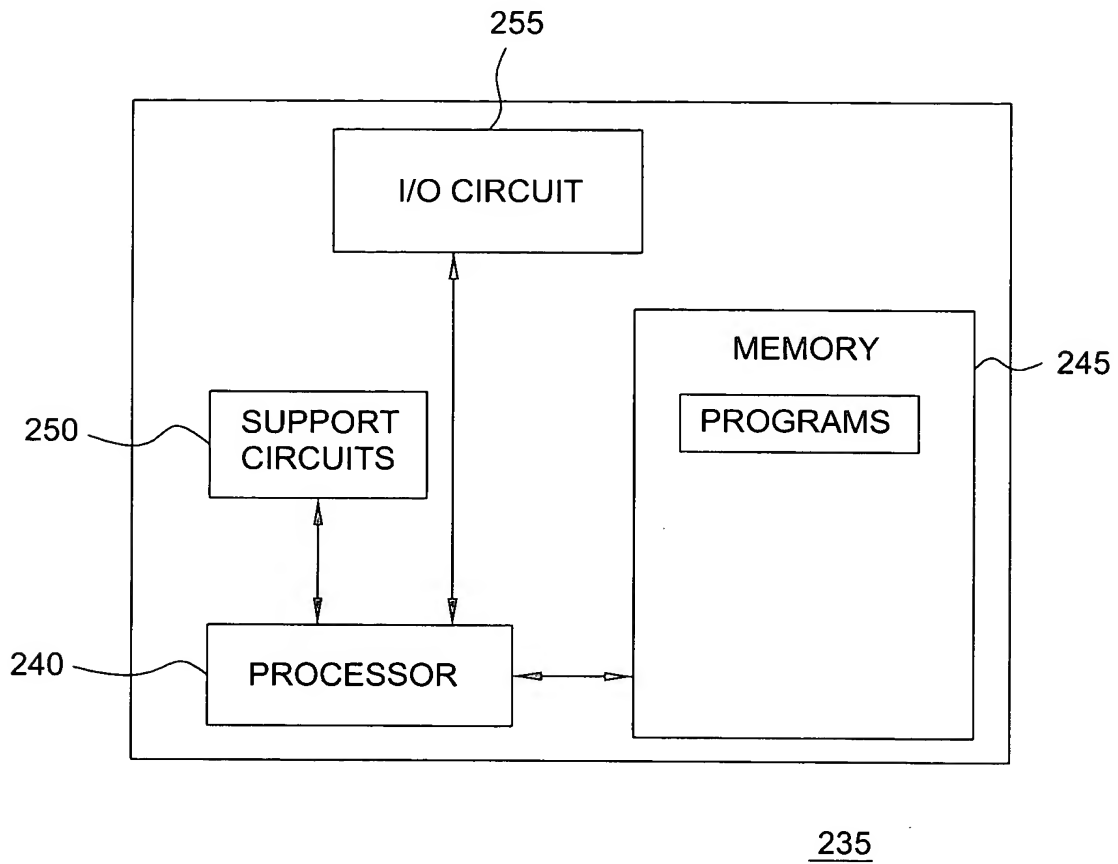 255
I/O CIRCUIT
MEMORY
245
PROGRAMS
250
SUPPORT
CIRCUITS
240
PROCESSOR
235